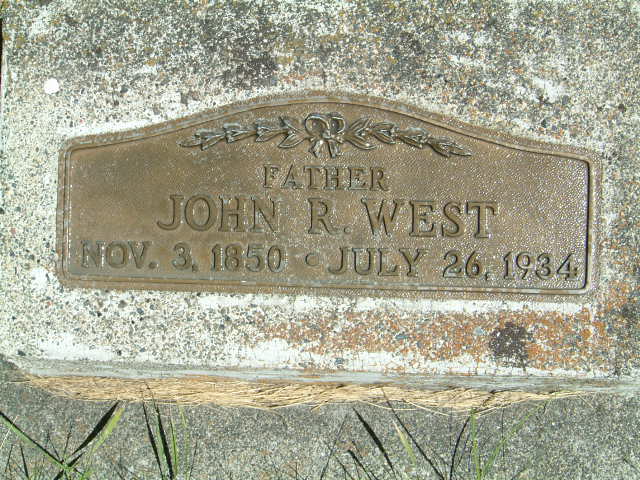 FATHER
JOHN R. WEST
NOV. 3, 1850 · JULY 26, 1934